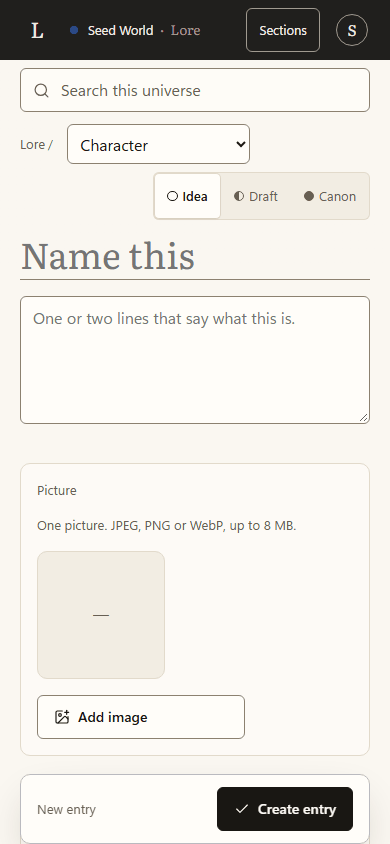 L Seed World · Lore Sections S
Search this universe
Lore / Character
Idea Draft Canon
Name this
One or two lines that say what this is.
Picture
One picture. JPEG, PNG or WebP, up to 8 MB.
—
Add image
New entry Create entry